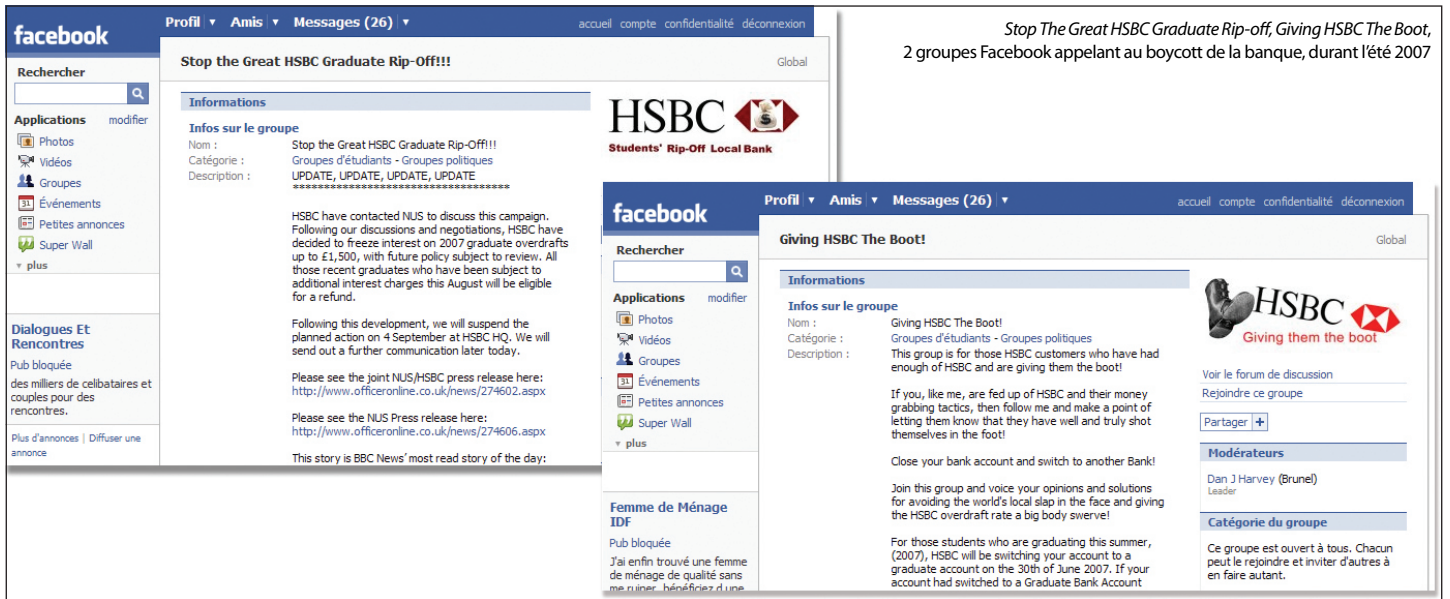 Stop The Great HSBC Graduate Rip-off, Giving HSBC The Boot,
2 groupes Facebook appelant au boycott de la banque, durant l'été 2007
facebook
Profil Amis Messages (26)
accueil compte confidentialité déconnexion
Rechercher
Applications modifier
Photos
Vidéos
Groupes
31 Événements
Petites annonces
Super Wall
plus
Dialogues Et
Rencontres
Pub bloquée
des milliers de celibataires et
couples pour des
rencontres.
Plus d'annonces | Diffuser une
annonce
Stop the Great HSBC Graduate Rip-Off!!!
Global
Informations
Infos sur le groupe
Nom : Stop the Great HSBC Graduate Rip-Off!!!
Catégorie : Groupes d'étudiants - Groupes politiques
Description : UPDATE, UPDATE, UPDATE, UPDATE
************************************
HSBC have contacted NUS to discuss this campaign.
Following our discussions and negotiations, HSBC have
decided to freeze interest on 2007 graduate overdrafts
up to £1,500, with future policy subject to review. All
those recent graduates who have been subject to
additional interest charges this August will be eligible
for a refund.
Following this development, we will suspend the
planned action on 4 September at HSBC HQ. We will
send out a further communication later today.
Please see the joint NUS/HSBC press release here:
http://www.officeronline.co.uk/news/274602.aspx
Please see the NUS Press release here:
http://www.officeronline.co.uk/news/274606.aspx
This story is BBC News' most read story of the day:
HSBC $
Students' Rip-Off Local Bank
facebook
Profil Amis Messages (26)
accueil compte confidentialité déconnexion
Rechercher
Applications modifier
Photos
Vidéos
Groupes
31 Événements
Petites annonces
Super Wall
plus
Femme de Ménage
IDF
Pub bloquée
J'ai enfin trouvé une femme
de ménage de qualité sans
me ruiner, bénéficiez d'une
Giving HSBC The Boot!
Global
Informations
Infos sur le groupe
Nom : Giving HSBC The Boot!
Catégorie : Groupes d'étudiants - Groupes politiques
Description : This group is for those HSBC customers who have had
enough of HSBC and are giving them the boot!
If you, like me, are fed up of HSBC and their money
grabbing tactics, then follow me and make a point of
letting them know that they have well and truly shot
themselves in the foot!
Close your bank account and switch to another Bank!
Join this group and voice your opinions and solutions
for avoiding the world's local slap in the face and giving
the HSBC overdraft rate a big body swerve!
For those students who are graduating this summer,
(2007), HSBC will be switching your account to a
graduate account on the 30th of June 2007. If your
account had switched to a Graduate Bank Account
HSBC
Giving them the boot
Voir le forum de discussion
Rejoindre ce groupe
Partager +
Modérateurs
Dan J Harvey (Brunel)
Leader
Catégorie du groupe
Ce groupe est ouvert à tous. Chacun
peut le rejoindre et inviter d'autres à
en faire autant.